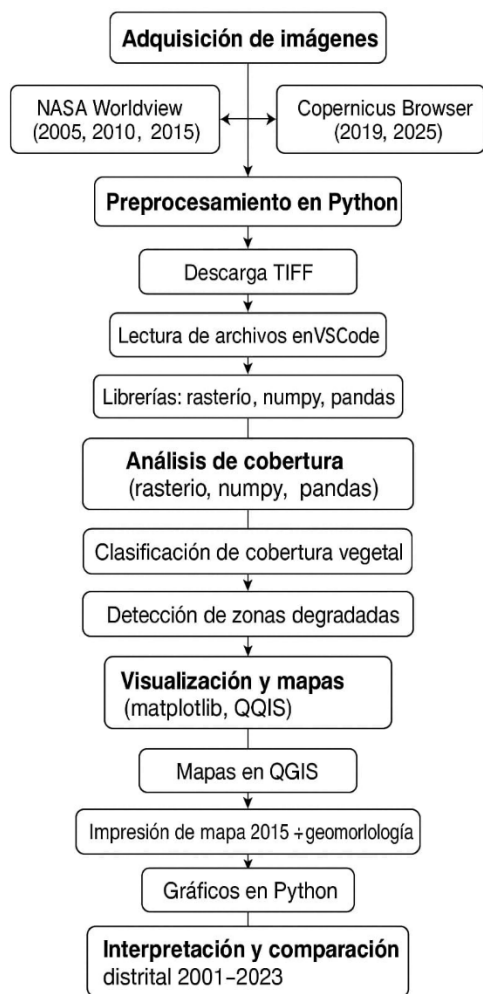 Adquisición de imágenes
NASA Worldview
(2005, 2010, 2015)
Copernicus Browser
(2019, 2025)
Preprocesamiento en Python
Descarga TIFF
Lectura de archivos enVSCode
Librerías: rasterío, numpy, pandas
Análisis de cobertura
(rasterio, numpy, pandas)
Clasificación de cobertura vegetal
Detección de zonas degradadas
Visualización y mapas
(matplotlib, QQIS)
Mapas en QGIS
Impresión de mapa 2015 +geomorlología
Gráficos en Python
Interpretación y comparación
distrital 2001–2023